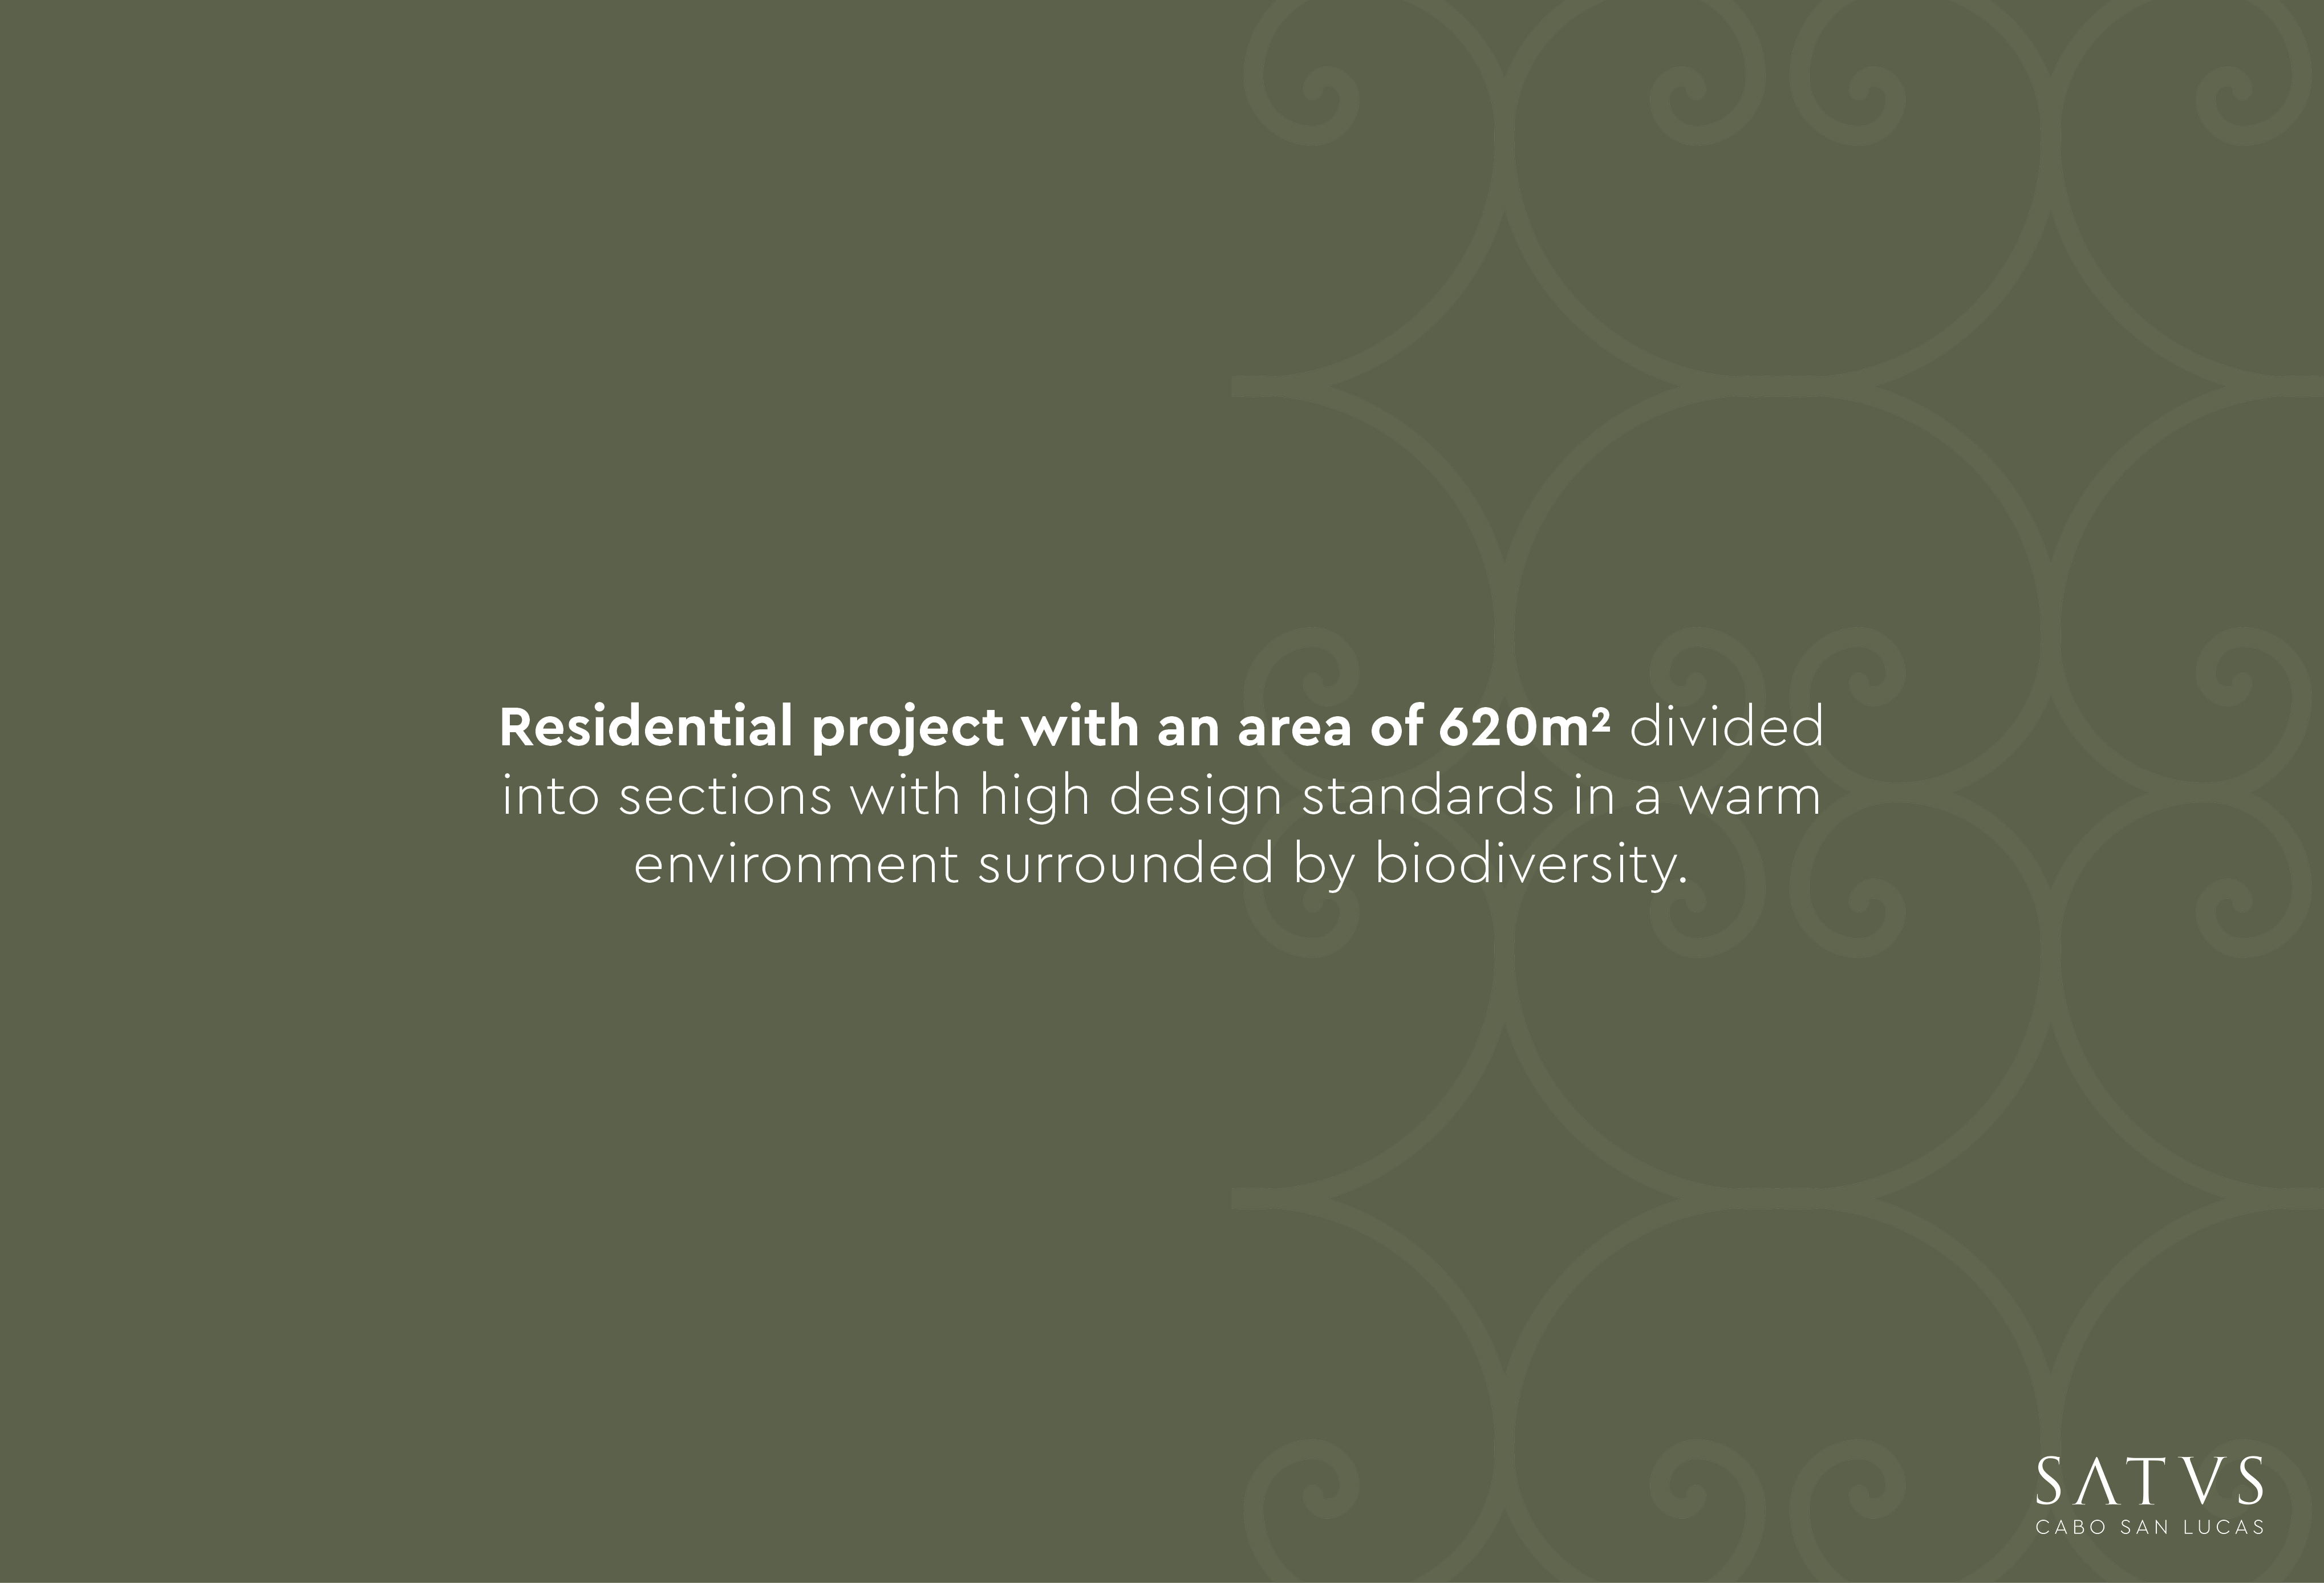 Residential project with an area of 620m² divided
into sections with high design standards in a warm
environment surrounded by biodiversity.
SATVS
CABO SAN LUCAS